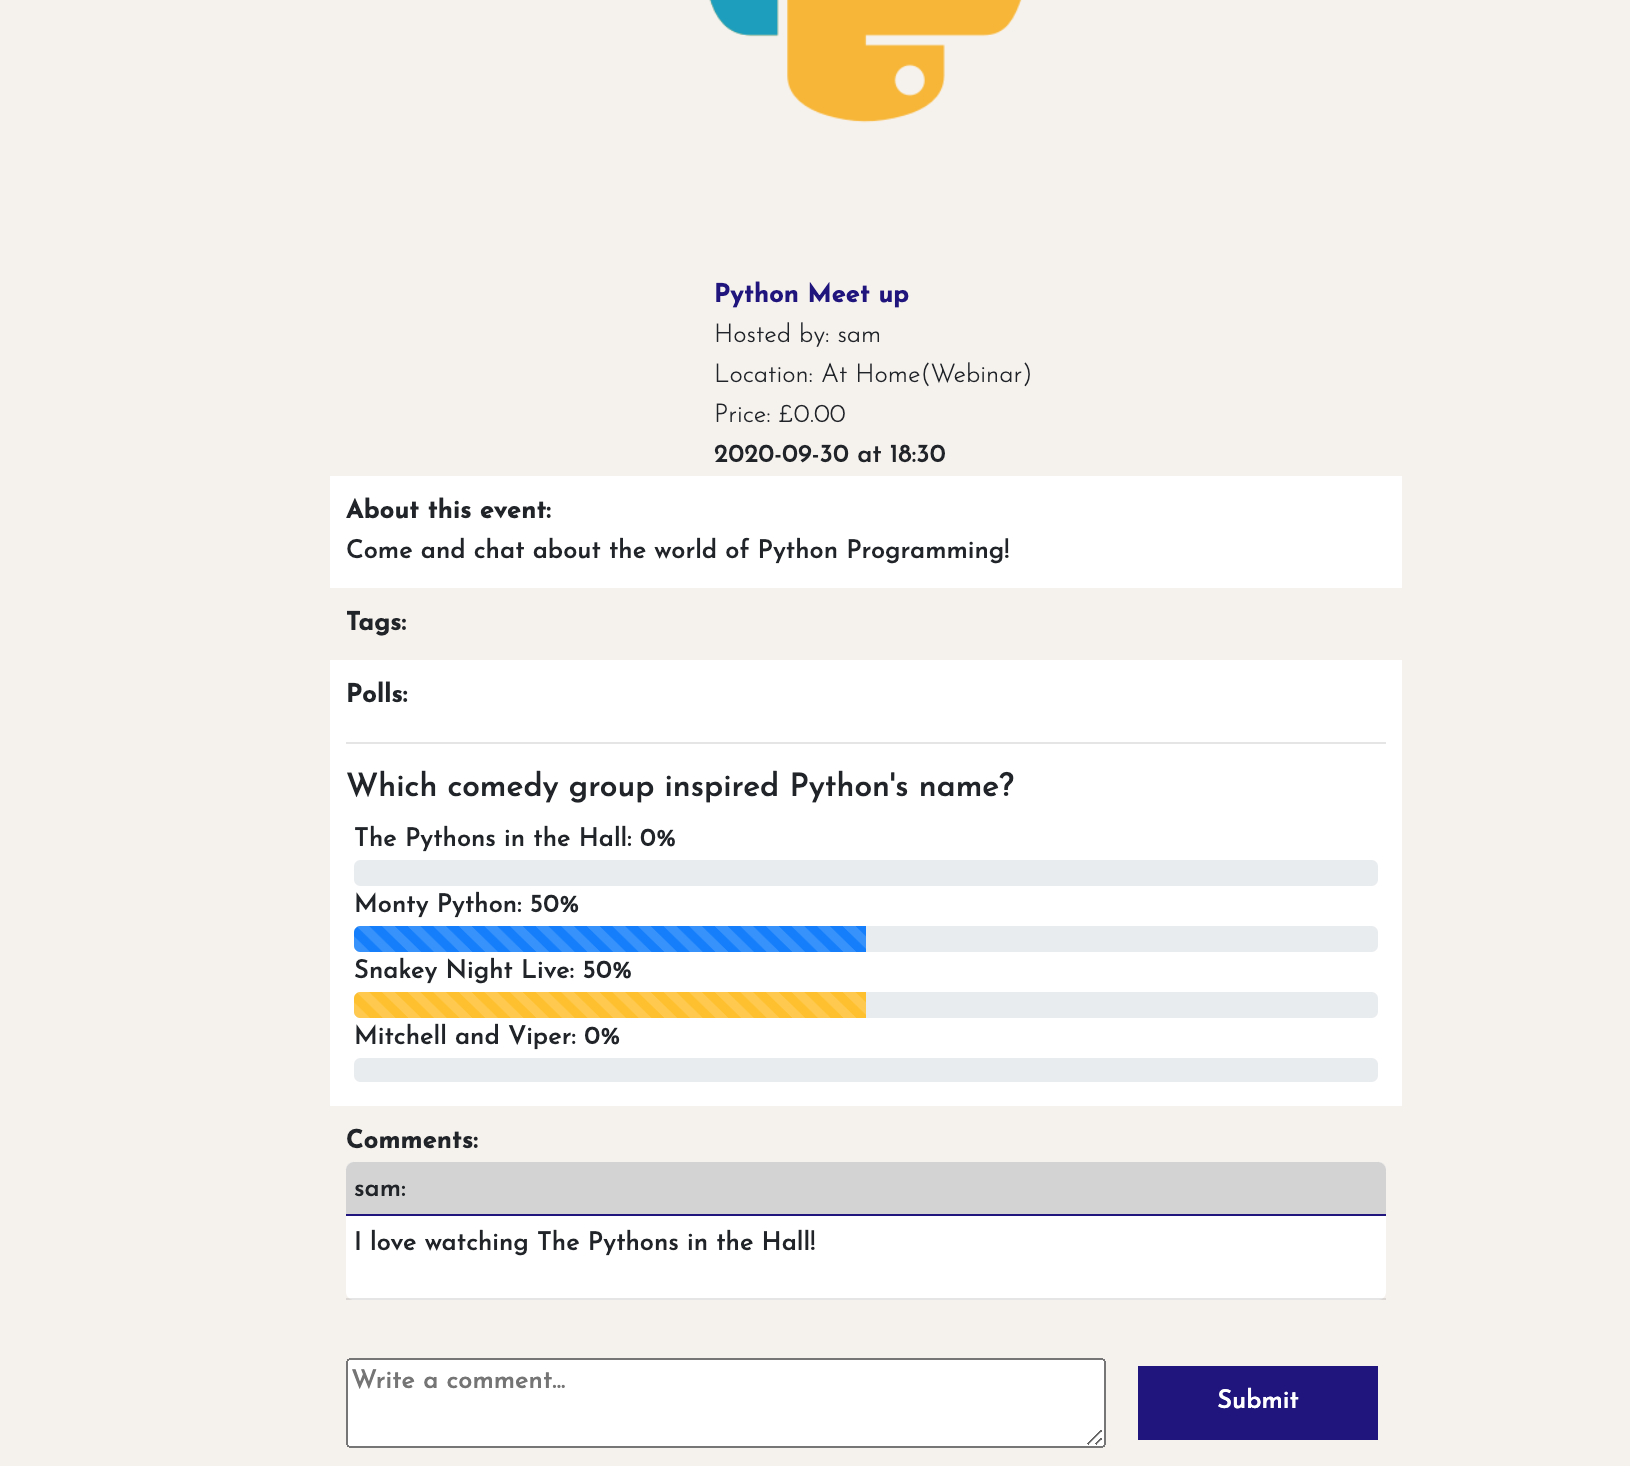 Python Meet up
Hosted by: sam
Location: At Home(Webinar)
Price: £0.00
2020-09-30 at 18:30
About this event:
Come and chat about the world of Python Programming!
Tags:
Polls:
Which comedy group inspired Python's name?
The Pythons in the Hall: 0%
Monty Python: 50%
Snakey Night Live: 50%
Mitchell and Viper: 0%
Comments:
sam:
I love watching The Pythons in the Hall!
Write a comment...
Submit